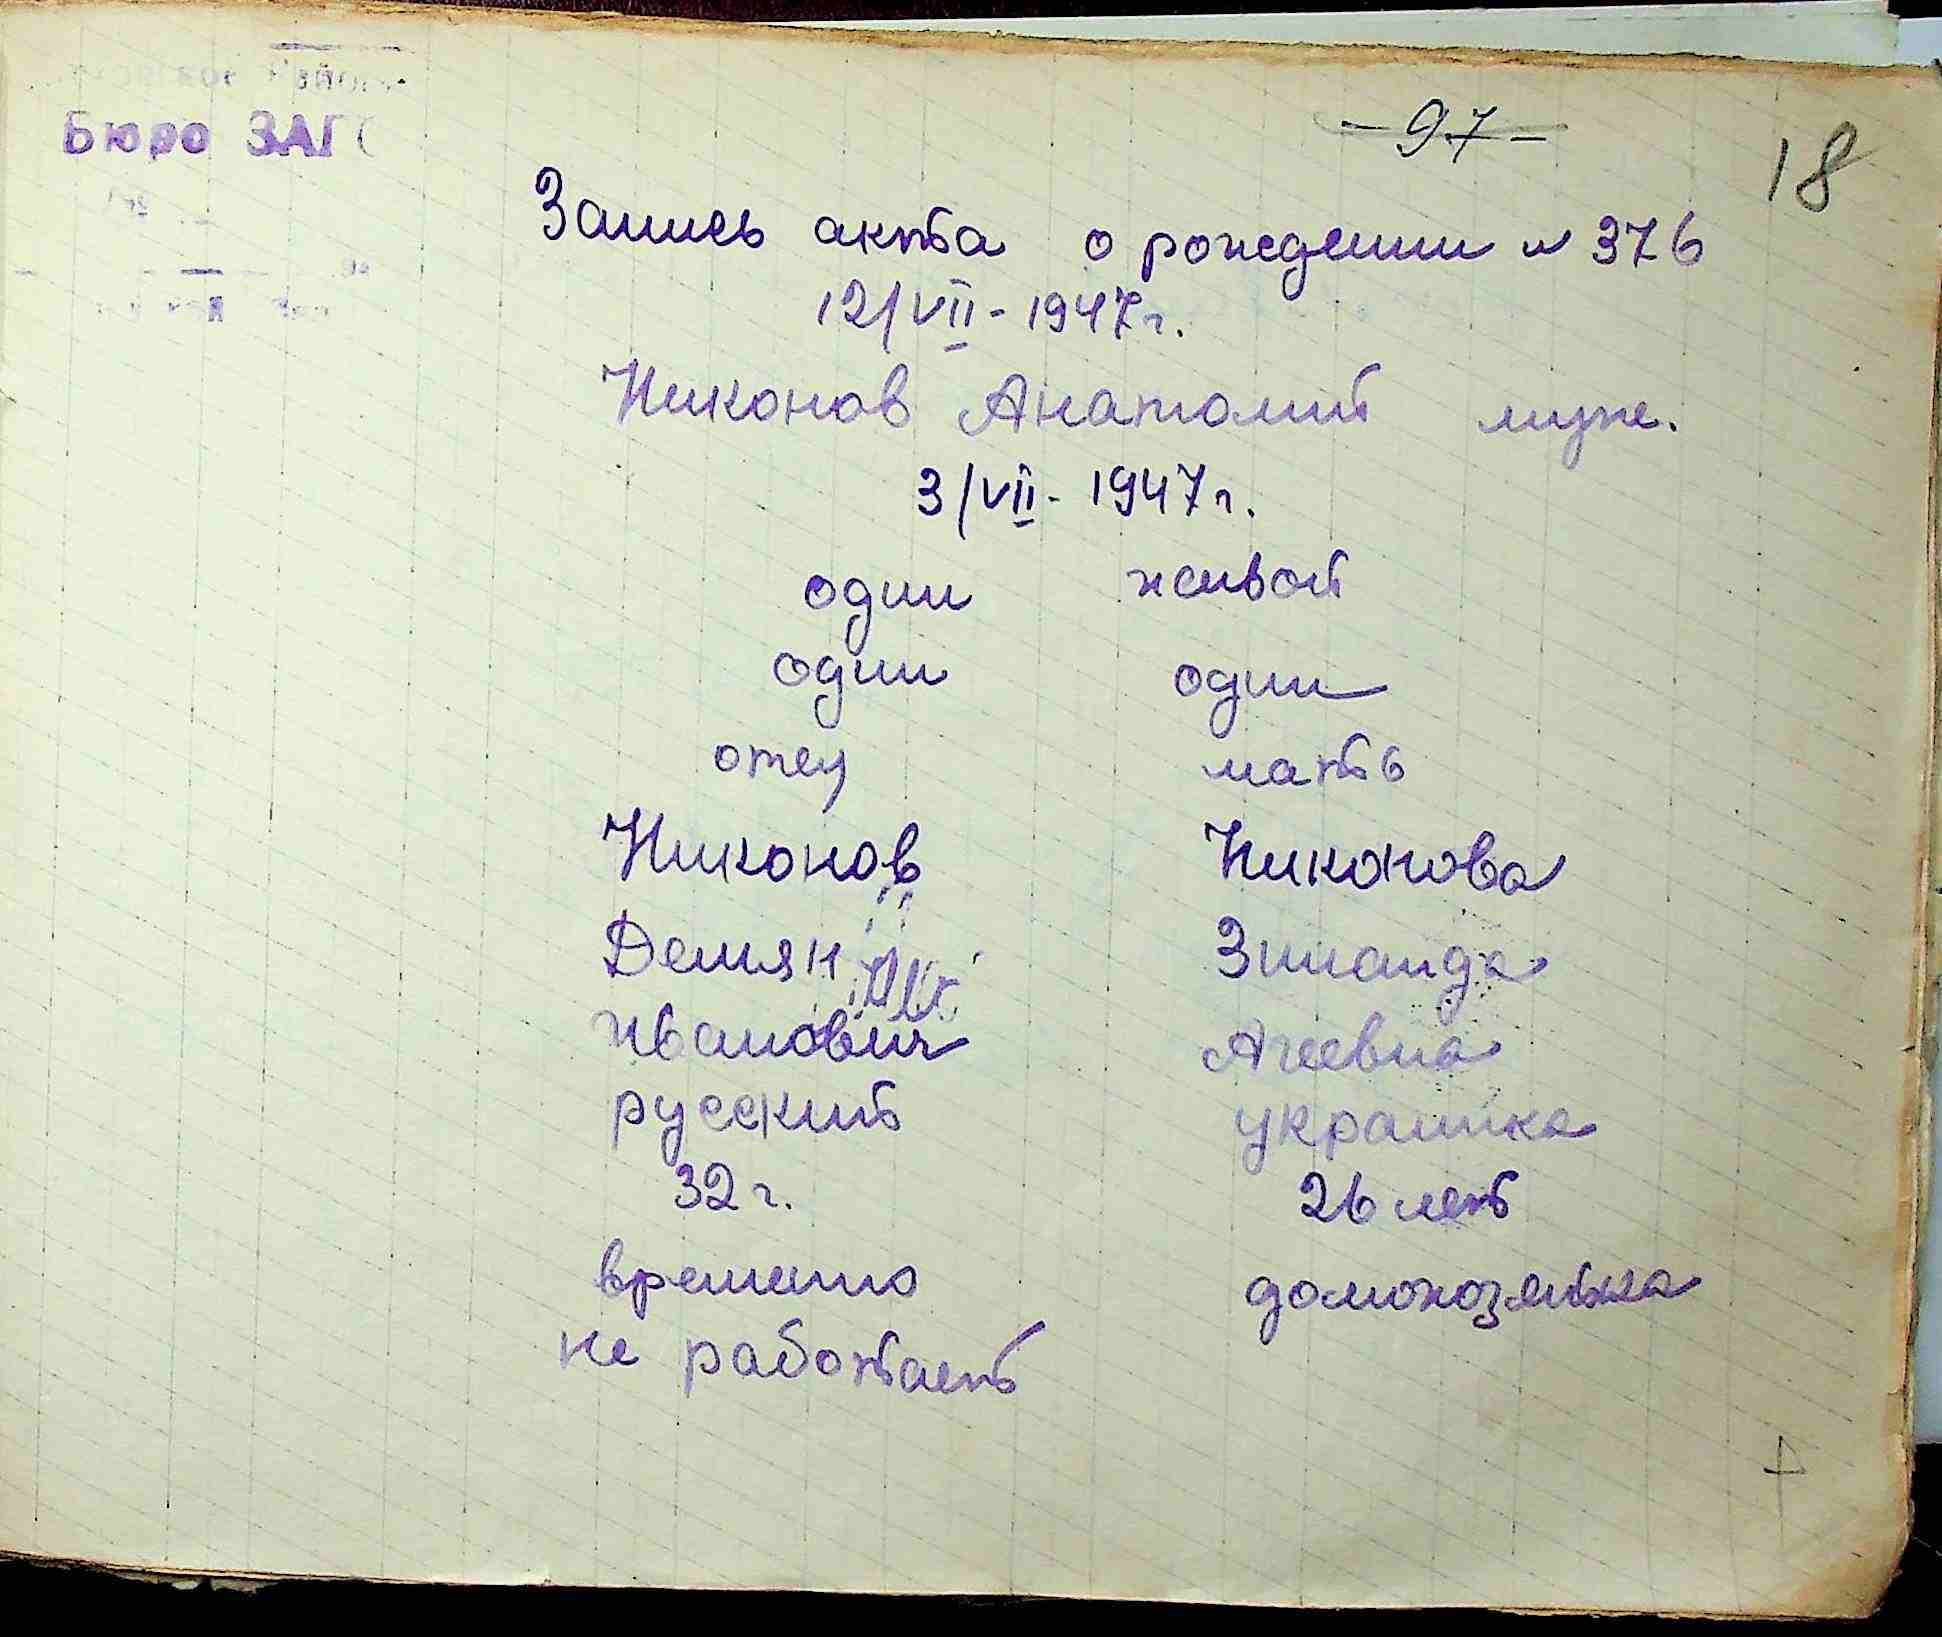 Бюро ЗАГС
- 97 -
18
Запись акта о рождении № 376
12/VII - 1947 г.
Никонов Анатолий муж.
3/VII - 1947 г.
один живой
один один
отец мать
Никонов Никонова
Демян Зинаида
Иванович Агеевна
русский украинка
32 г. 26 лет
временно домохозяйка
не работает